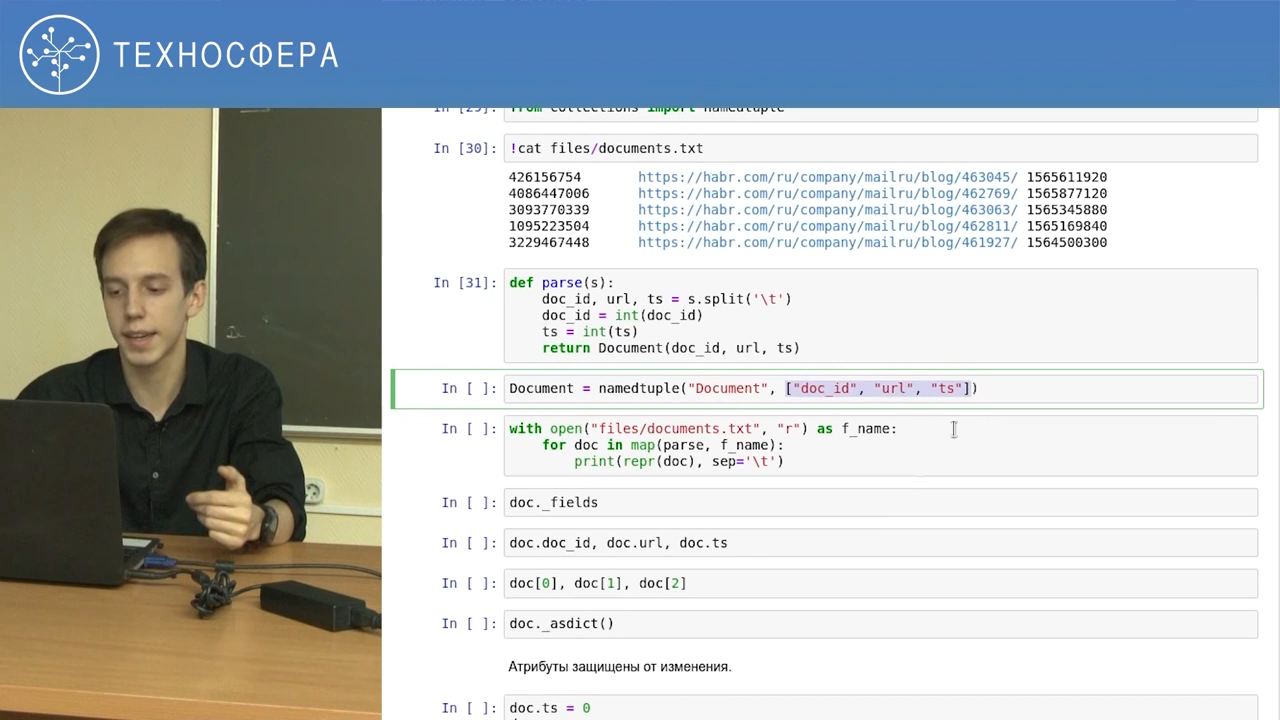 ТЕХНОСФЕРА
In [29]: from collections import namedtuple
In [30]: !cat files/documents.txt
426156754 https://habr.com/ru/company/mailru/blog/463045/ 1565611920
4086447006 https://habr.com/ru/company/mailru/blog/462769/ 1565877120
3093770339 https://habr.com/ru/company/mailru/blog/463063/ 1565345880
1095223504 https://habr.com/ru/company/mailru/blog/462811/ 1565169840
3229467448 https://habr.com/ru/company/mailru/blog/461927/ 1564500300
In [31]: def parse(s):
doc_id, url, ts = s.split('\t')
doc_id = int(doc_id)
ts = int(ts)
return Document(doc_id, url, ts)
In [ ]: Document = namedtuple("Document", ["doc_id", "url", "ts"])
In [ ]: with open("files/documents.txt", "r") as f_name:
for doc in map(parse, f_name):
print(repr(doc), sep='\t')
In [ ]: doc._fields
In [ ]: doc.doc_id, doc.url, doc.ts
In [ ]: doc[0], doc[1], doc[2]
In [ ]: doc._asdict()
Атрибуты защищены от изменения.
In [ ]: doc.ts = 0